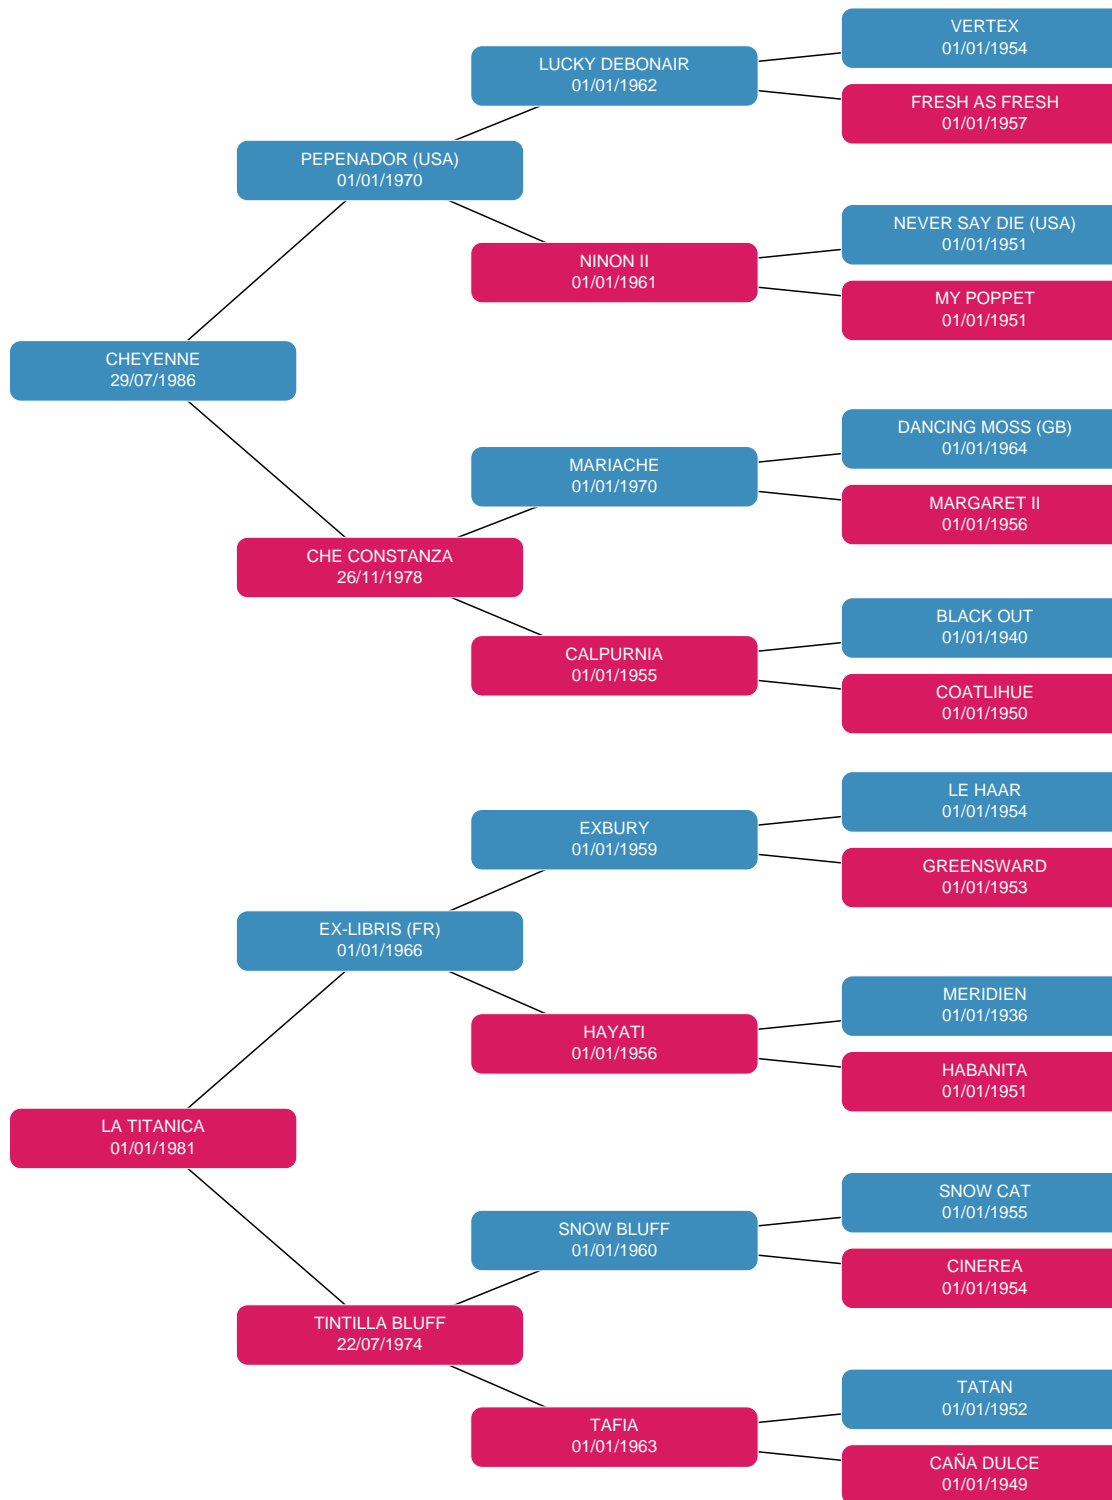 VERTEX
01/01/1954
LUCKY DEBONAIR
01/01/1962
FRESH AS FRESH
01/01/1957
PEPENADOR (USA)
01/01/1970
NEVER SAY DIE (USA)
01/01/1951
NINON II
01/01/1961
MY POPPET
01/01/1951
CHEYENNE
29/07/1986
DANCING MOSS (GB)
01/01/1964
MARIACHE
01/01/1970
MARGARET II
01/01/1956
CHE CONSTANZA
26/11/1978
BLACK OUT
01/01/1940
CALPURNIA
01/01/1955
COATLIHUE
01/01/1950
LE HAAR
01/01/1954
EXBURY
01/01/1959
GREENSWARD
01/01/1953
EX-LIBRIS (FR)
01/01/1966
MERIDIEN
01/01/1936
HAYATI
01/01/1956
HABANITA
01/01/1951
LA TITANICA
01/01/1981
SNOW CAT
01/01/1955
SNOW BLUFF
01/01/1960
CINEREA
01/01/1954
TINTILLA BLUFF
22/07/1974
TATAN
01/01/1952
TAFIA
01/01/1963
CAÑA DULCE
01/01/1949